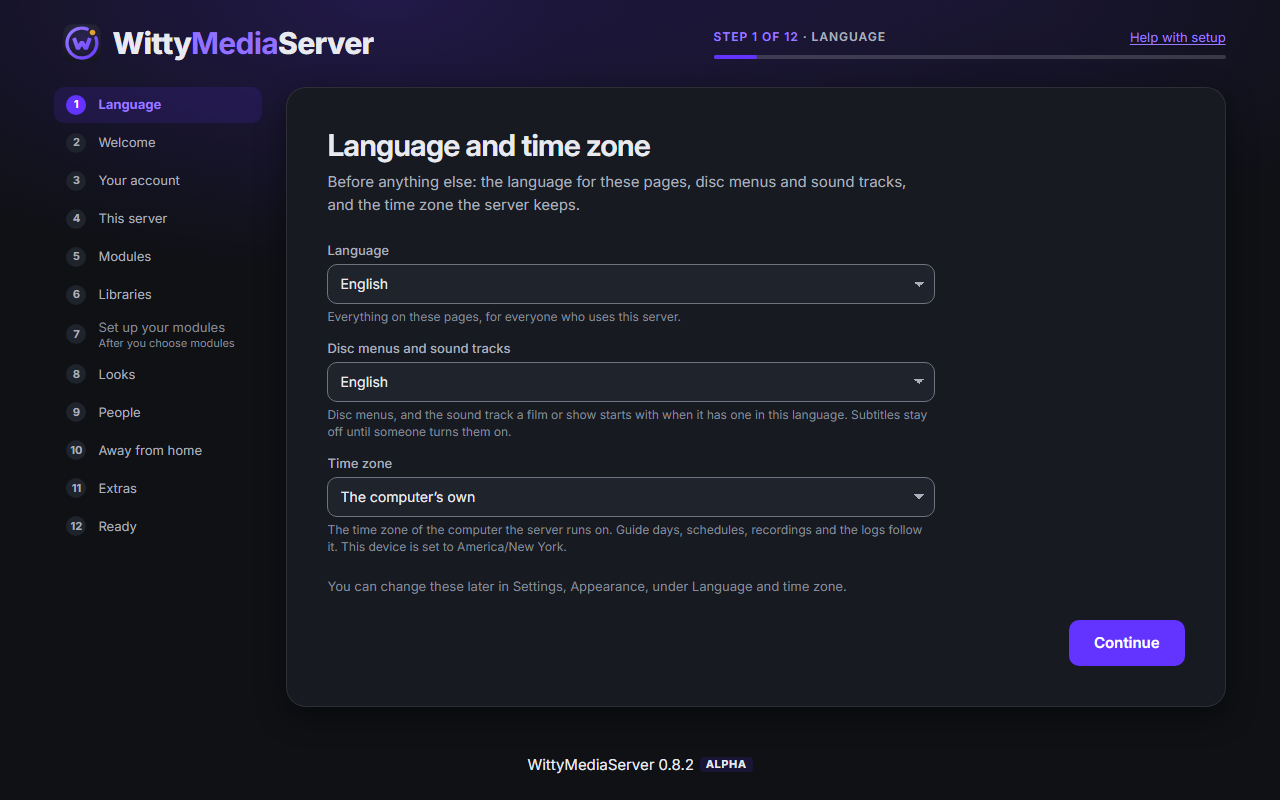 WittyMediaServer
STEP 1 OF 12 · LANGUAGE
Help with setup
1 Language
2 Welcome
3 Your account
4 This server
5 Modules
6 Libraries
7 Set up your modules
After you choose modules
8 Looks
9 People
10 Away from home
11 Extras
12 Ready
Language and time zone
Before anything else: the language for these pages, disc menus and sound tracks,
and the time zone the server keeps.
Language
English
Everything on these pages, for everyone who uses this server.
Disc menus and sound tracks
English
Disc menus, and the sound track a film or show starts with when it has one in this language. Subtitles stay
off until someone turns them on.
Time zone
The computer’s own
The time zone of the computer the server runs on. Guide days, schedules, recordings and the logs follow
it. This device is set to America/New York.
You can change these later in Settings, Appearance, under Language and time zone.
Continue
WittyMediaServer 0.8.2 ALPHA